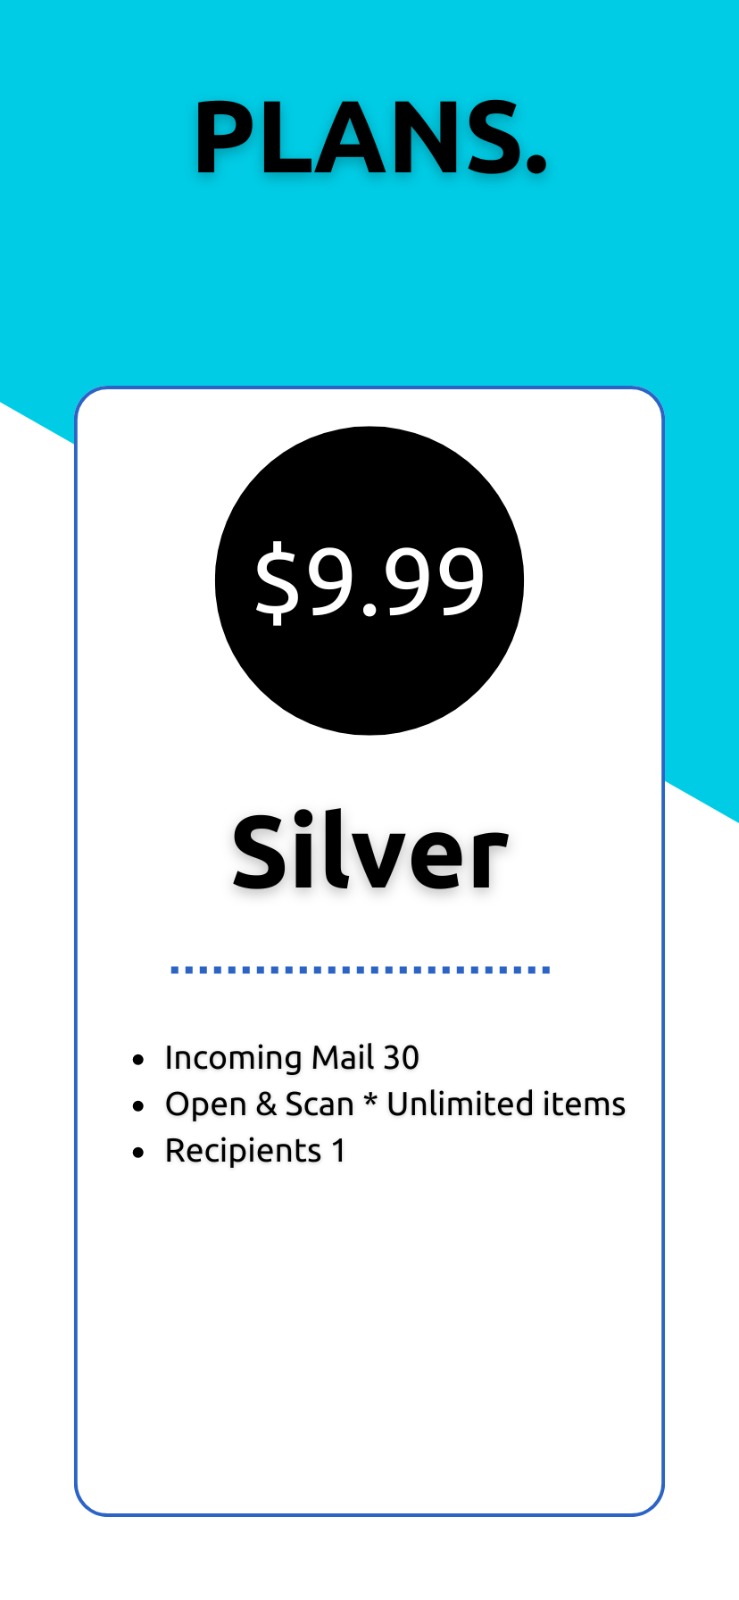 PLANS.
$9.99
Silver
• Incoming Mail 30
• Open & Scan * Unlimited items
• Recipients 1